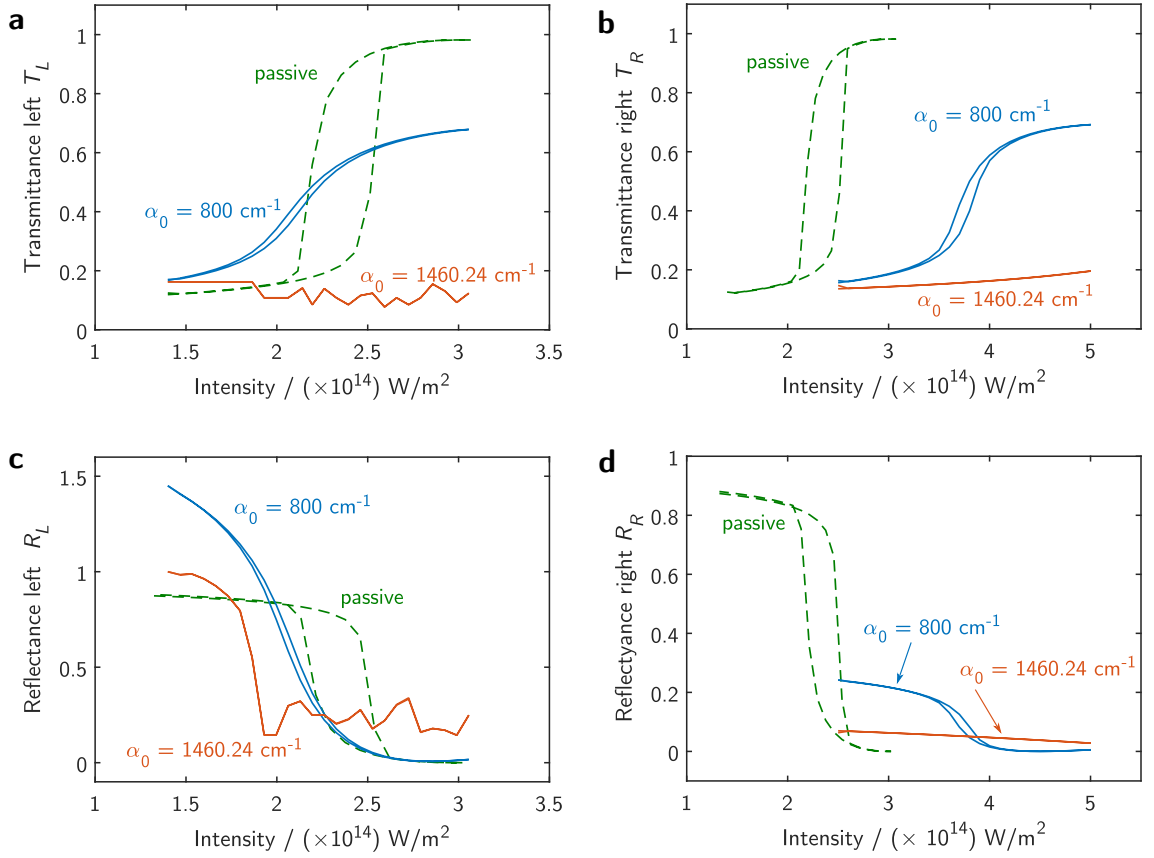 a
Transmittance left T_L
1
0.8
0.6
0.4
0.2
0
passive
α_0 = 800 cm^-1
α_0 = 1460.24 cm^-1
1 1.5 2 2.5 3 3.5
Intensity / (×10^14) W/m^2
b
Transmittance right T_R
1
0.8
0.6
0.4
0.2
0
passive
α_0 = 800 cm^-1
α_0 = 1460.24 cm^-1
1 2 3 4 5
Intensity / (× 10^14) W/m^2
c
Reflectance left R_L
1.5
1
0.5
0
α_0 = 800 cm^-1
passive
α_0 = 1460.24 cm^-1
1 1.5 2 2.5 3 3.5
Intensity / (×10^14) W/m^2
d
Reflectyance right R_R
1
0.8
0.6
0.4
0.2
0
passive
α_0 = 800 cm^-1
α_0 = 1460.24 cm^-1
1 2 3 4 5
Intensity / (× 10^14) W/m^2